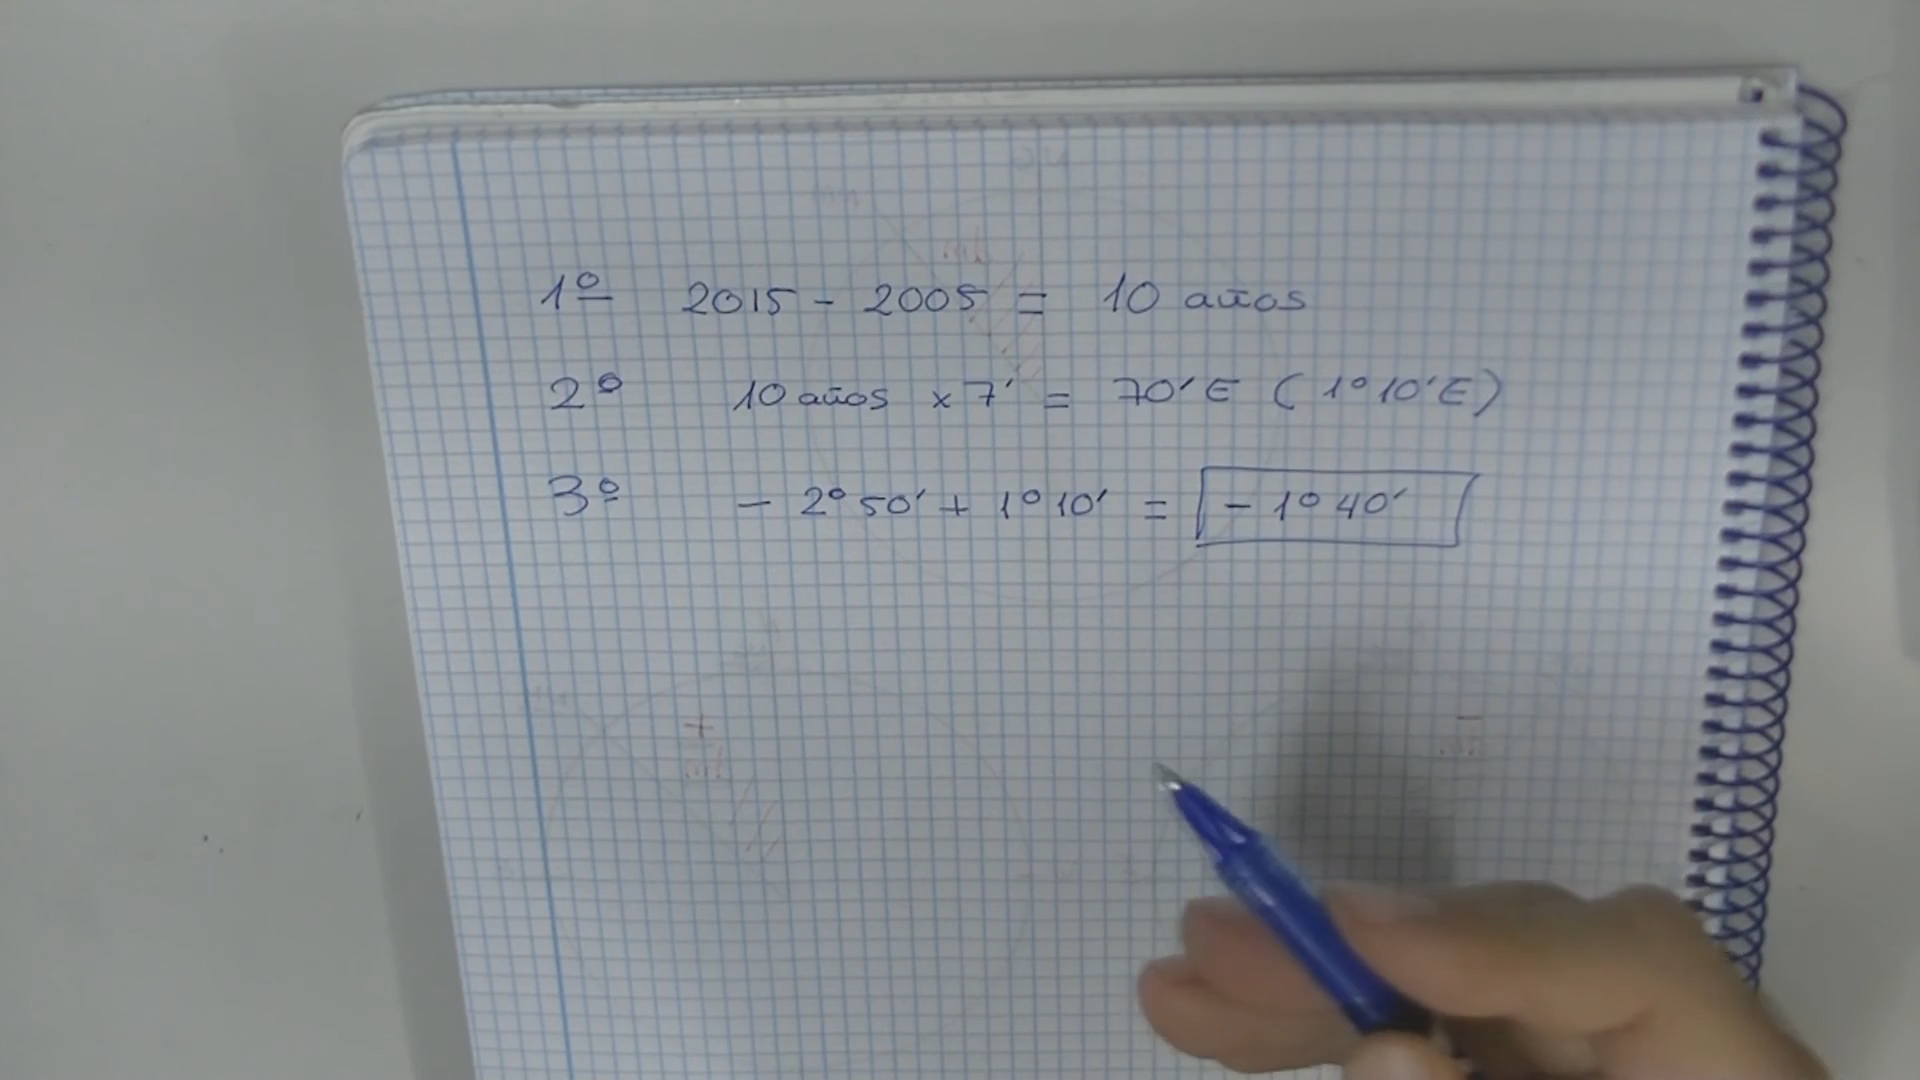 1º 2015 - 2005 = 10 años
2º 10 años x 7' = 70' E ( 1º 10' E )
3º - 2º 50' + 1º 10' = - 1º 40'